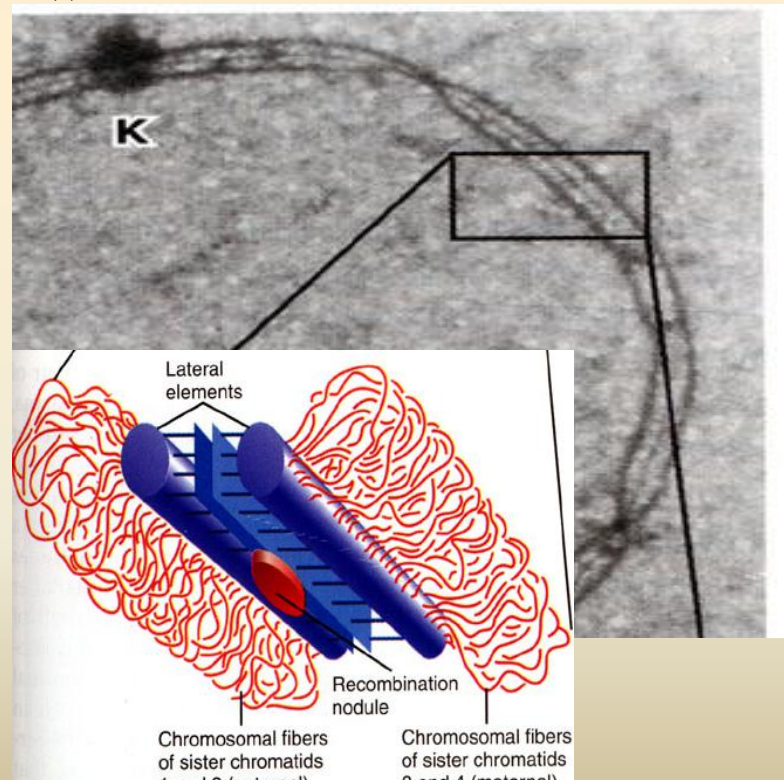 K
Lateral
elements
Recombination
nodule
Chromosomal fibers
of sister chromatids
Chromosomal fibers
of sister chromatids